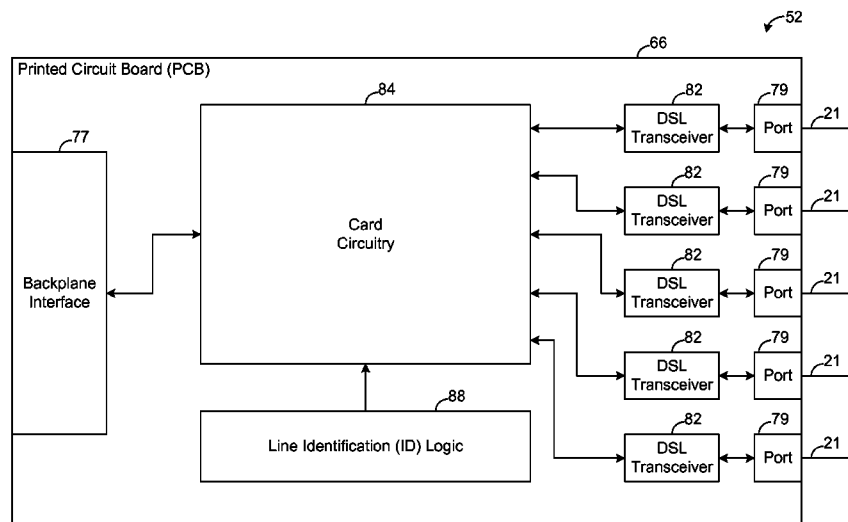 52
66
Printed Circuit Board (PCB)
84
82
79
21
DSL
Transceiver
Port
77
82
79
21
DSL
Transceiver
Port
Card
Circuitry
82
79
21
DSL
Transceiver
Port
Backplane
Interface
82
79
21
DSL
Transceiver
Port
88
Line Identification (ID) Logic
82
79
21
DSL
Transceiver
Port